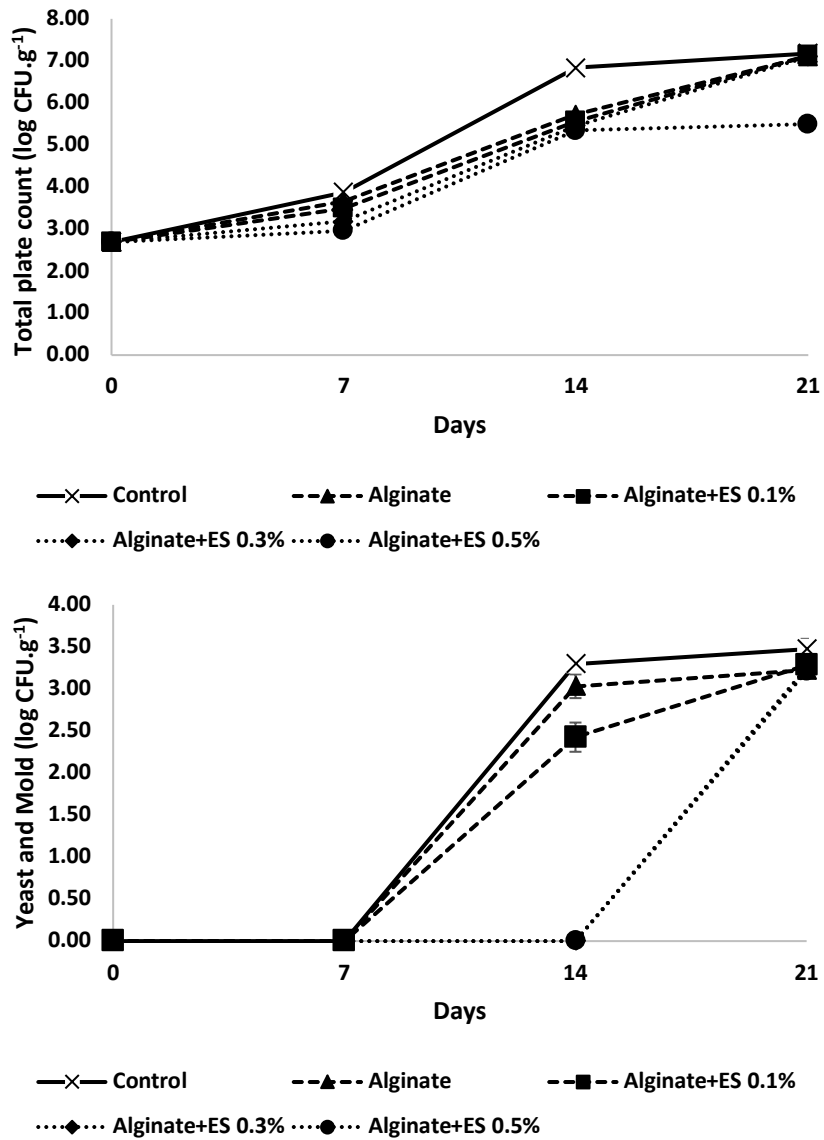 8.00
7.00
6.00
5.00
4.00
3.00
2.00
1.00
0.00
Total plate count (log CFU.g-1)
0 7 14 21
Days
Control Alginate Alginate+ES 0.1%
Alginate+ES 0.3% Alginate+ES 0.5%
4.00
3.50
3.00
2.50
2.00
1.50
1.00
0.50
0.00
Yeast and Mold (log CFU.g-1)
0 7 14 21
Days
Control Alginate Alginate+ES 0.1%
Alginate+ES 0.3% Alginate+ES 0.5%